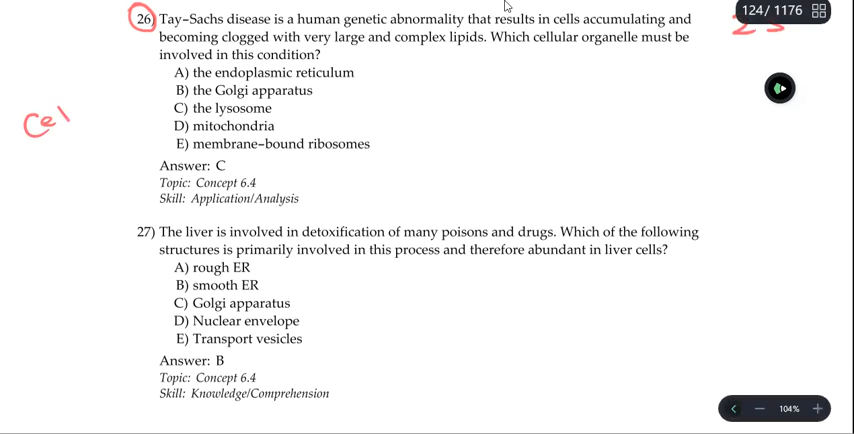 124/ 1176
26) Tay-Sachs disease is a human genetic abnormality that results in cells accumulating and
becoming clogged with very large and complex lipids. Which cellular organelle must be
involved in this condition?
A) the endoplasmic reticulum
B) the Golgi apparatus
C) the lysosome
D) mitochondria
E) membrane-bound ribosomes
Cel
Answer: C
Topic: Concept 6.4
Skill: Application/Analysis
27) The liver is involved in detoxification of many poisons and drugs. Which of the following
structures is primarily involved in this process and therefore abundant in liver cells?
A) rough ER
B) smooth ER
C) Golgi apparatus
D) Nuclear envelope
E) Transport vesicles
Answer: B
Topic: Concept 6.4
Skill: Knowledge/Comprehension
104%